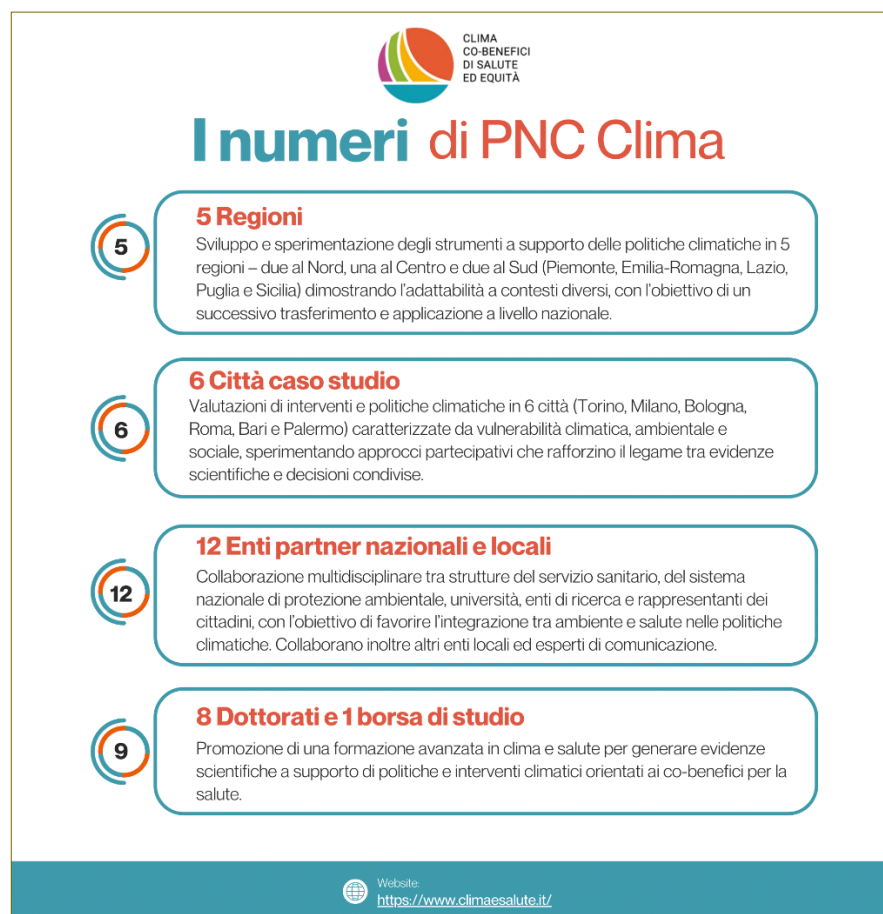 CLIMA
CO-BENEFICI
DI SALUTE
ED EQUITÀ
I numeri di PNC Clima
5
5 Regioni
Sviluppo e sperimentazione degli strumenti a supporto delle politiche climatiche in 5
regioni – due al Nord, una al Centro e due al Sud (Piemonte, Emilia-Romagna, Lazio,
Puglia e Sicilia) dimostrando l’adattabilità a contesti diversi, con l’obiettivo di un
successivo trasferimento e applicazione a livello nazionale.
6
6 Città caso studio
Valutazioni di interventi e politiche climatiche in 6 città (Torino, Milano, Bologna,
Roma, Bari e Palermo) caratterizzate da vulnerabilità climatica, ambientale e
sociale, sperimentando approcci partecipativi che rafforzino il legame tra evidenze
scientifiche e decisioni condivise.
12
12 Enti partner nazionali e locali
Collaborazione multidisciplinare tra strutture del servizio sanitario, del sistema
nazionale di protezione ambientale, università, enti di ricerca e rappresentanti dei
cittadini, con l’obiettivo di favorire l’integrazione tra ambiente e salute nelle politiche
climatiche. Collaborano inoltre altri enti locali ed esperti di comunicazione.
9
8 Dottorati e 1 borsa di studio
Promozione di una formazione avanzata in clima e salute per generare evidenze
scientifiche a supporto di politiche e interventi climatici orientati ai co-benefici per la
salute.
Website:
https://www.climaesalute.it/